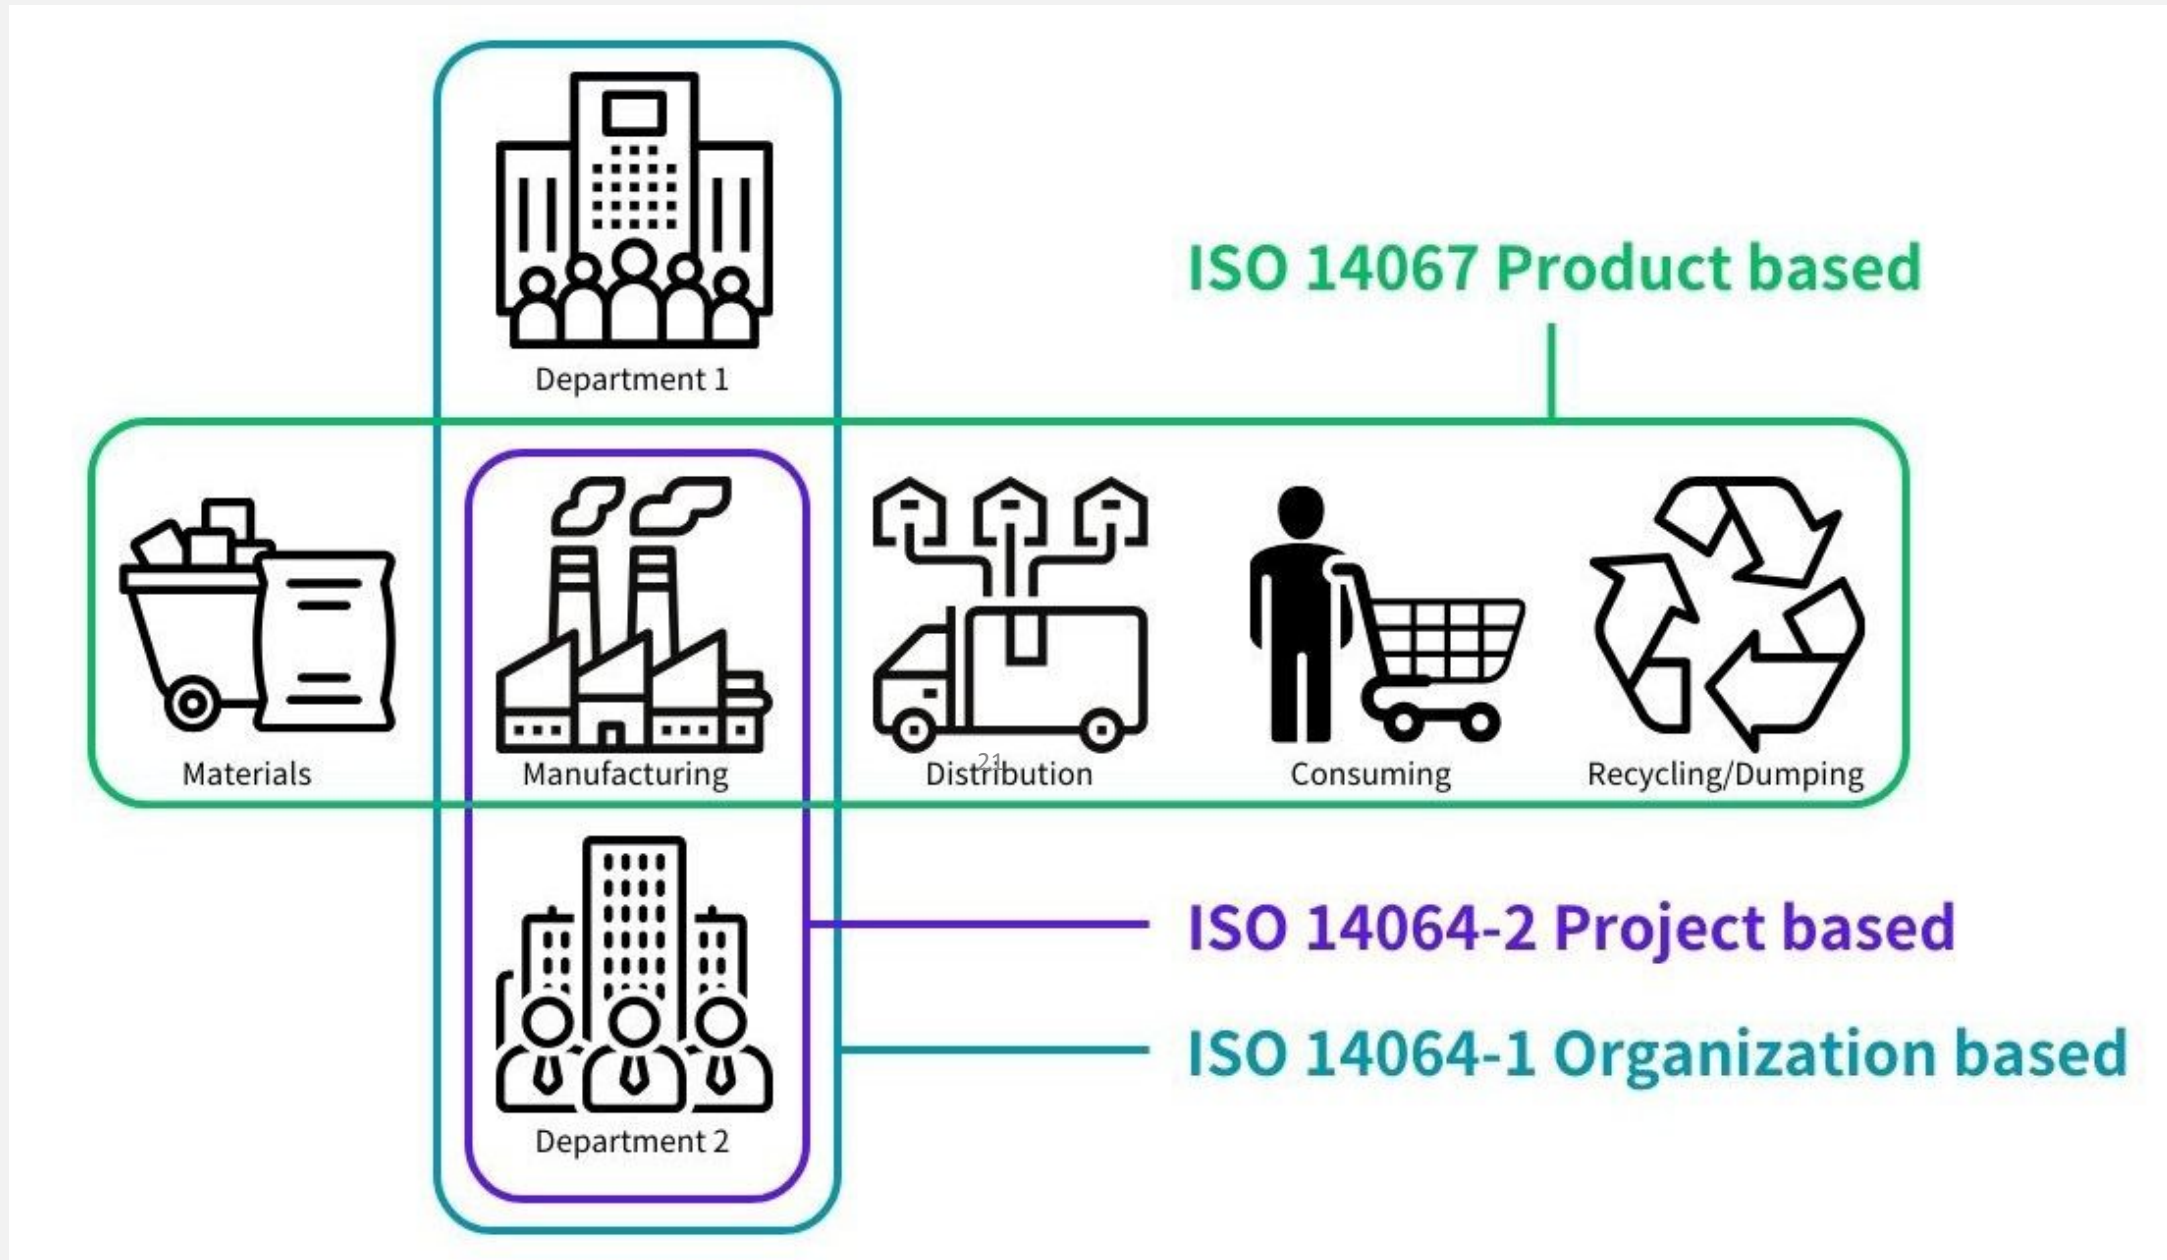 Department 1
ISO 14067 Product based
Materials
Manufacturing
21
Distribution
Consuming
Recycling/Dumping
ISO 14064-2 Project based
ISO 14064-1 Organization based
Department 2